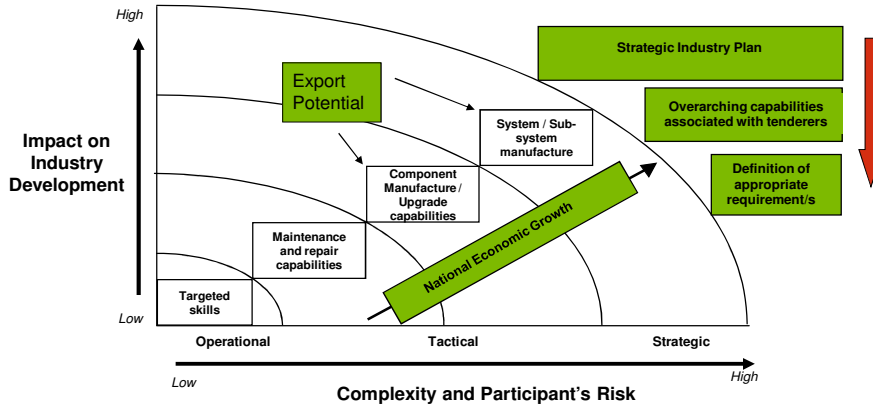 High
Strategic Industry Plan
Export
Potential
Overarching capabilities
associated with tenderers
System / Sub-
system
manufacture
Impact on
Industry
Development
Component
Manufacture /
Upgrade
capabilities
Definition of
appropriate
requirement/s
National Economic Growth
Maintenance
and repair
capabilities
Targeted
skills
Low
Operational
Tactical
Strategic
Low
High
Complexity and Participant's Risk